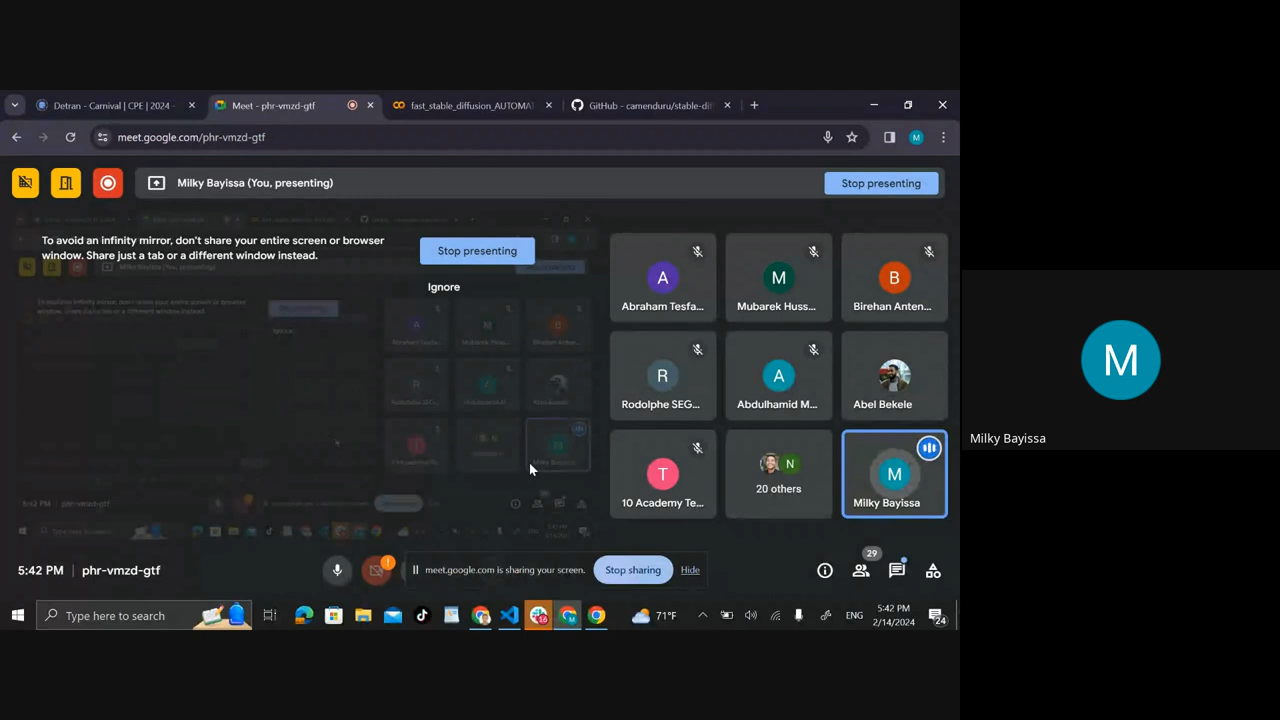 Detran - Carnival | CPE | 2024 -
Meet - phr-vmzd-gtf
fast_stable_diffusion_AUTOMA
GitHub - camenduru/stable-dif
meet.google.com/phr-vmzd-gtf
M
Milky Bayissa (You, presenting)
Stop presenting
To avoid an infinity mirror, don't share your entire screen or browser
window. Share just a tab or a different window instead.
Stop presenting
Ignore
A
Abraham Tesfa...
M
Mubarek Huss...
B
Birehan Anten...
R
Rodolphe SEG...
A
Abdulhamid M...
Abel Bekele
T
10 Academy Te...
N
20 others
M
Milky Bayissa
M
Milky Bayissa
5:42 PM
phr-vmzd-gtf
meet.google.com is sharing your screen.
Stop sharing
Hide
29
Type here to search
16
71°F
ENG
5:42 PM
2/14/2024
24